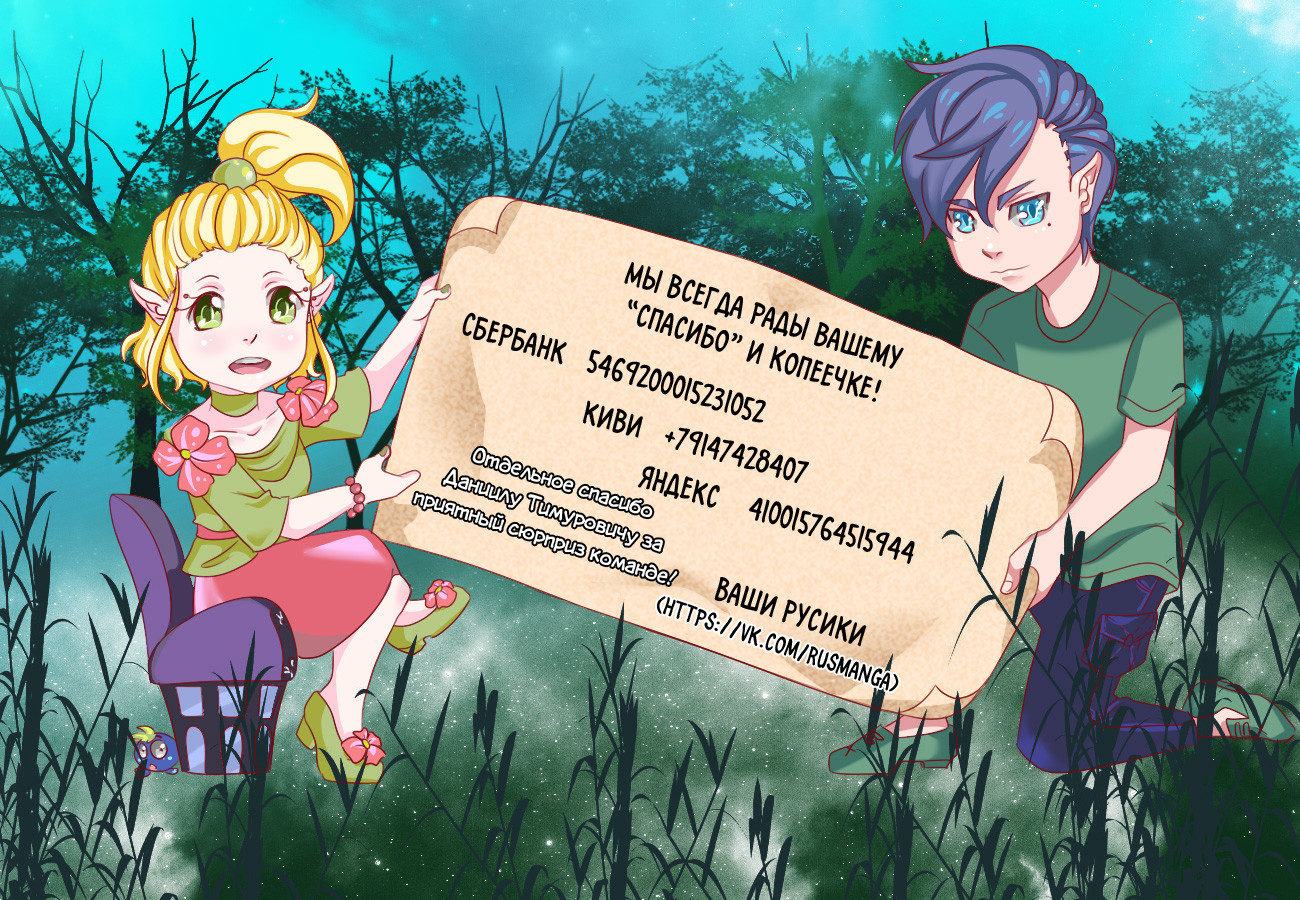 МЫ ВСЕГДА РАДЫ ВАШЕМУ
“СПАСИБО” И КОПЕЕЧКЕ!
СБЕРБАНК 5469200015231052
КИВИ +79147428407
ЯНДЕКС 410015764515944
Отдельное спасибо
Даниилу Тимуровичу за
приятный сюрприз команде!
ВАШИ РУСИКИ
(HTTPS://VK.COM/RUSMANGA)